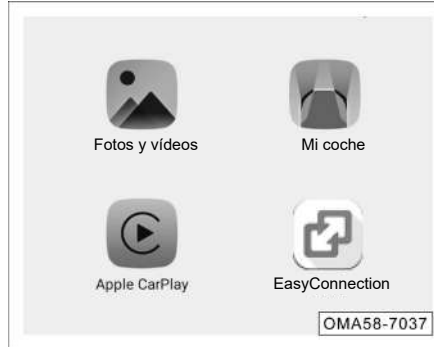 Fotos y vídeos
Mi coche
Apple CarPlay
EasyConnection
OMA58-7037